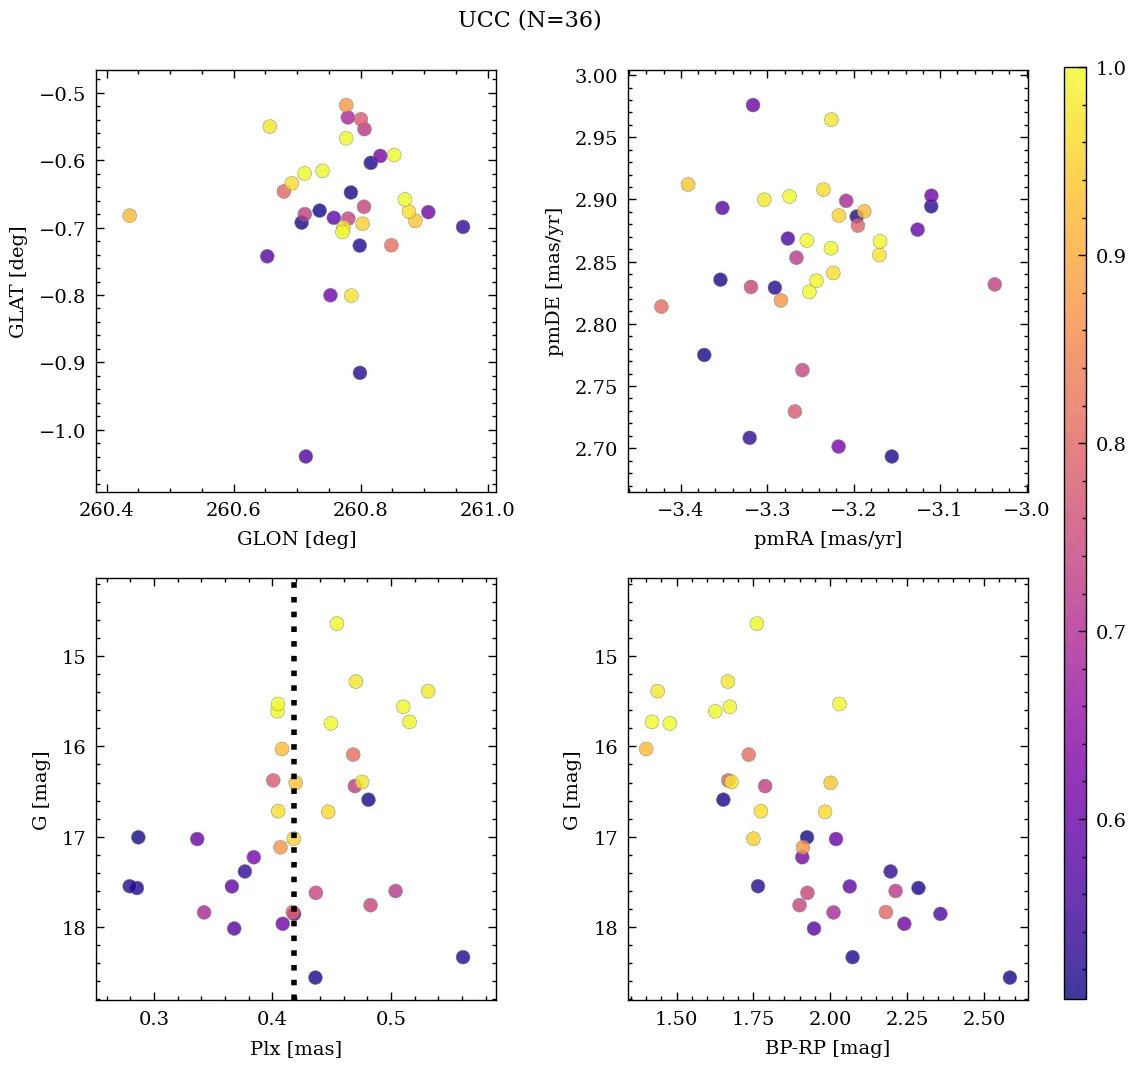 UCC (N=36)
−0.5
−0.6
−0.7
−0.8
−0.9
−1.0
GLAT [deg]
260.4 260.6 260.8 261.0
GLON [deg]
3.00
2.95
2.90
2.85
2.80
2.75
2.70
pmDE [mas/yr]
−3.4 −3.3 −3.2 −3.1 −3.0
pmRA [mas/yr]
15
16
17
18
G [mag]
0.3 0.4 0.5
Plx [mas]
15
16
17
18
G [mag]
1.50 1.75 2.00 2.25 2.50
BP-RP [mag]
1.0
0.9
0.8
0.7
0.6